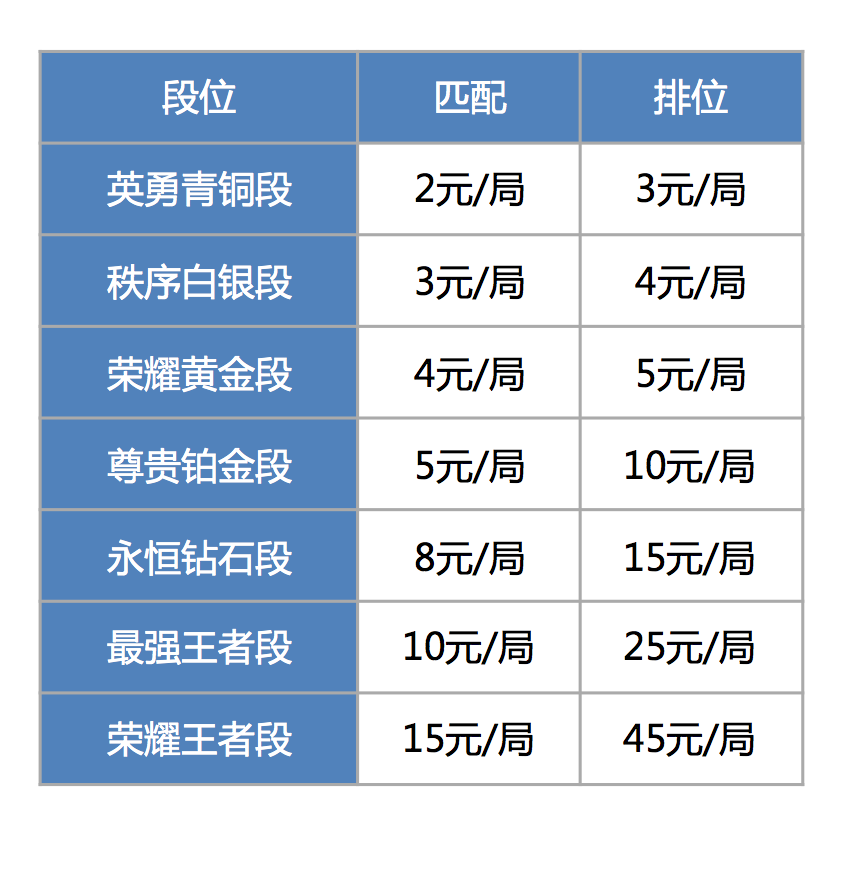 段位 匹配 排位
英勇青铜段 2元/局 3元/局
秩序白银段 3元/局 4元/局
荣耀黄金段 4元/局 5元/局
尊贵铂金段 5元/局 10元/局
永恒钻石段 8元/局 15元/局
最强王者段 10元/局 25元/局
荣耀王者段 15元/局 45元/局